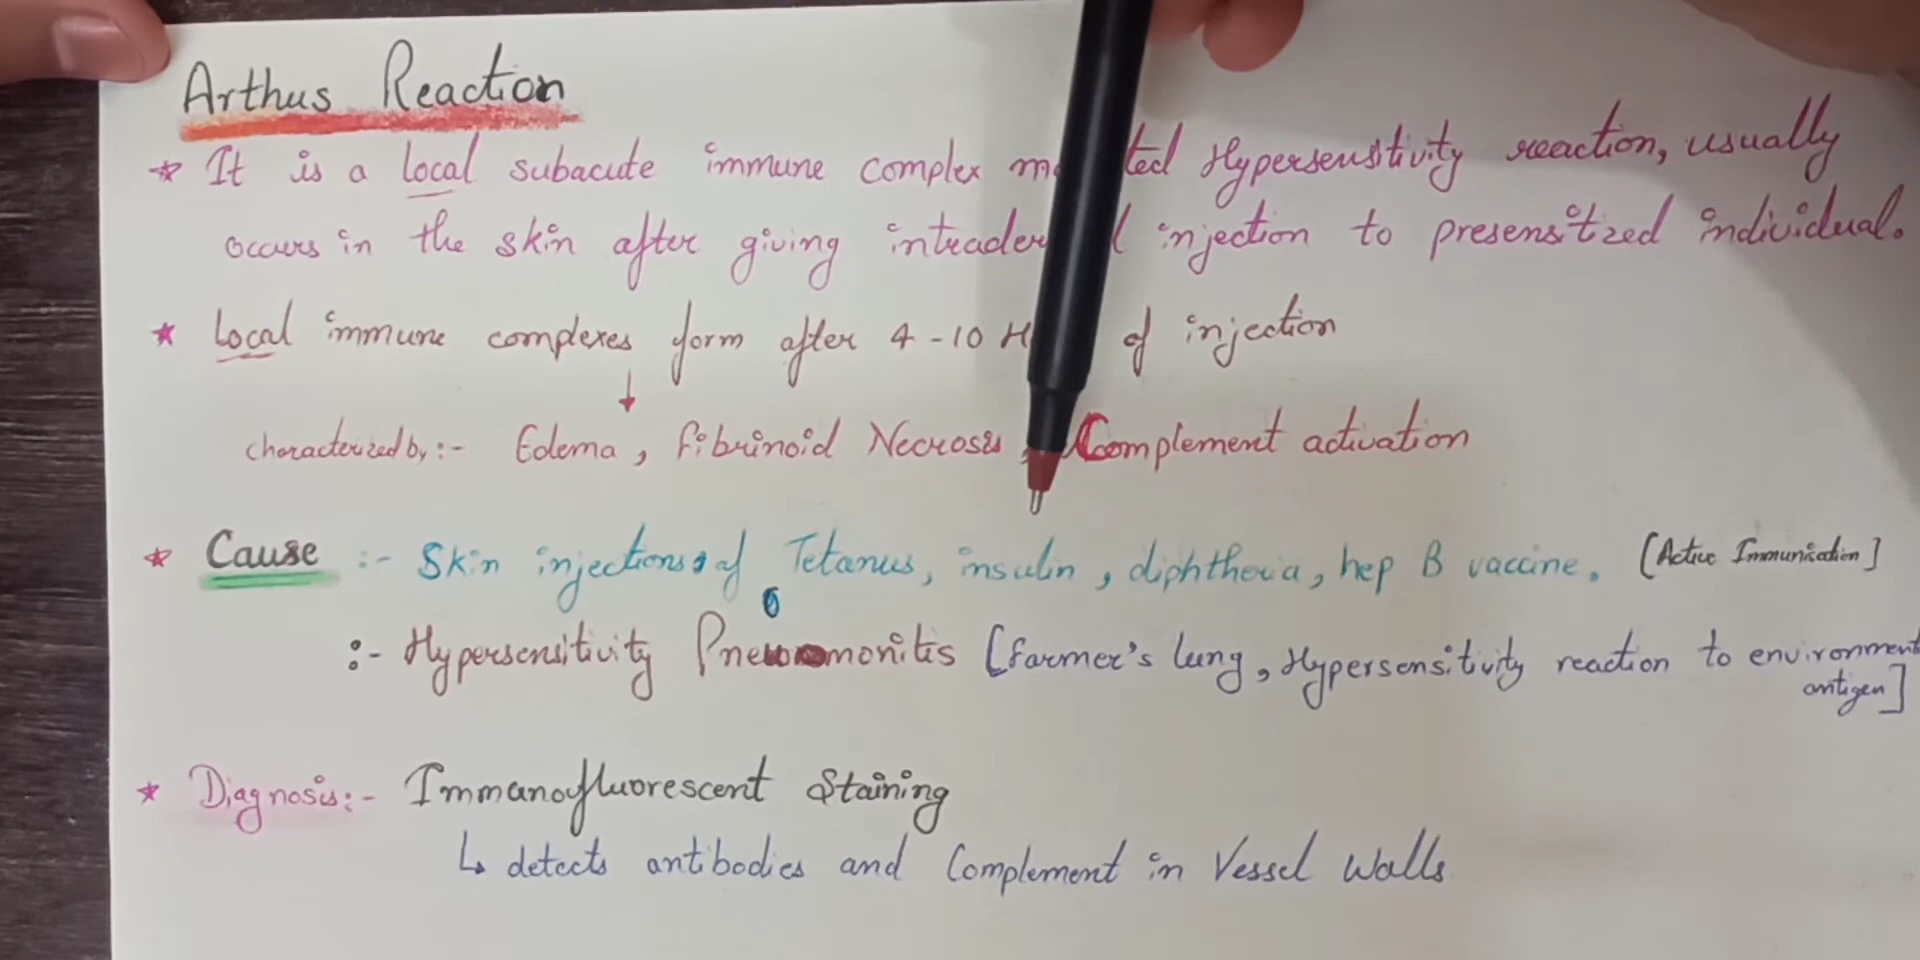 Arthus Reaction
* It is a local subacute immune complex Hypersensitivity reaction, usually
occurs in the skin after giving injection to presensitized individual.
* Local immune complexes form after 4-10 of injection
↓
characterized by :- Edema, fibrinoid Necrosis, Complement activation
* Cause :- Skin injections of Tetanus, insulin, diphtheria, hep B vaccine. [Active Immunisation]
:- Hypersensitivity Pneumonitis [Farmer's lung, Hypersensitivity reaction to environment
antigen]
* Diagnosis:- Immunofluorescent Staining
↳ detects antibodies and Complement in Vessel Walls